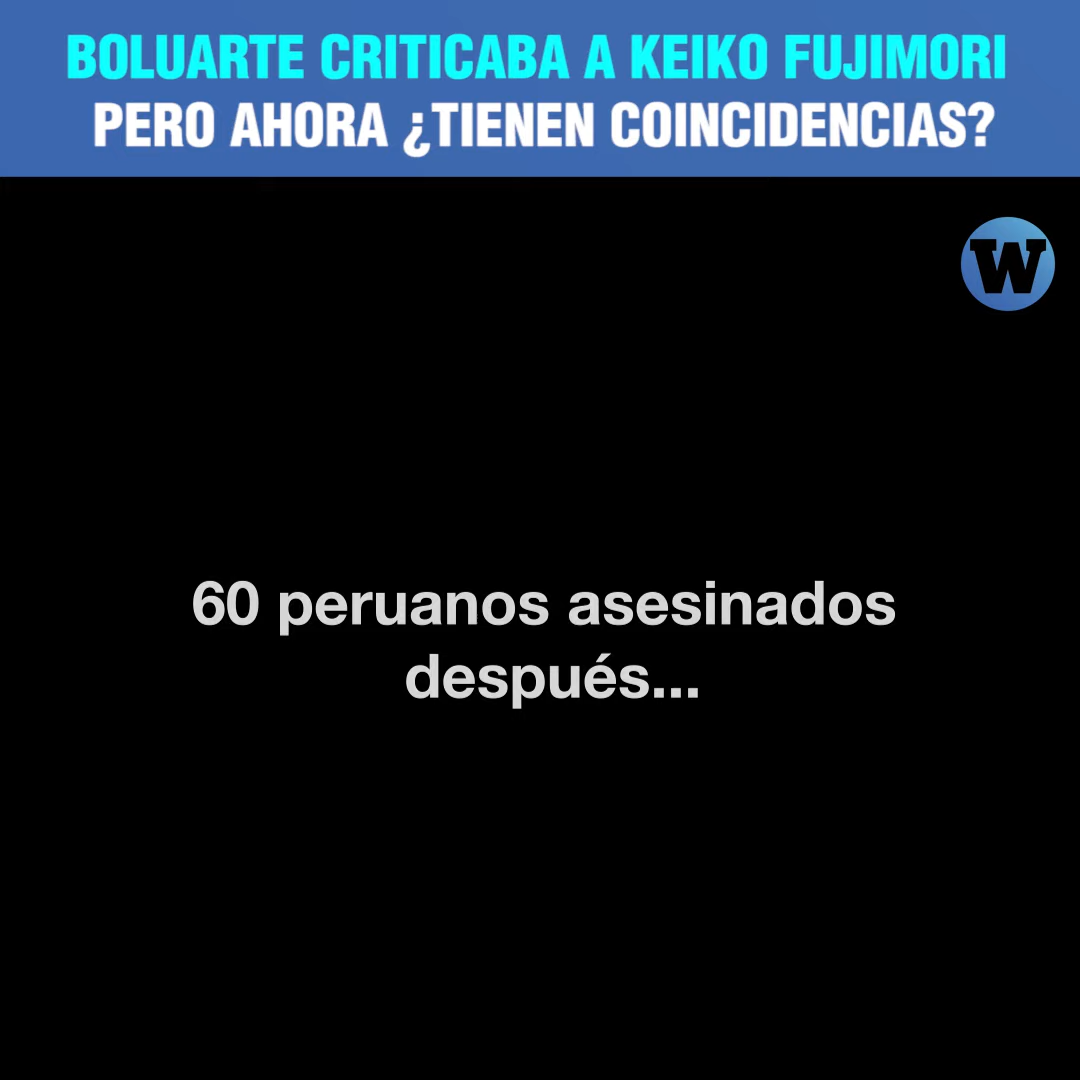 BOLUARTE CRITICABA A KEIKO FUJIMORI
PERO AHORA ¿TIENEN COINCIDENCIAS?
W
60 peruanos asesinados
después...